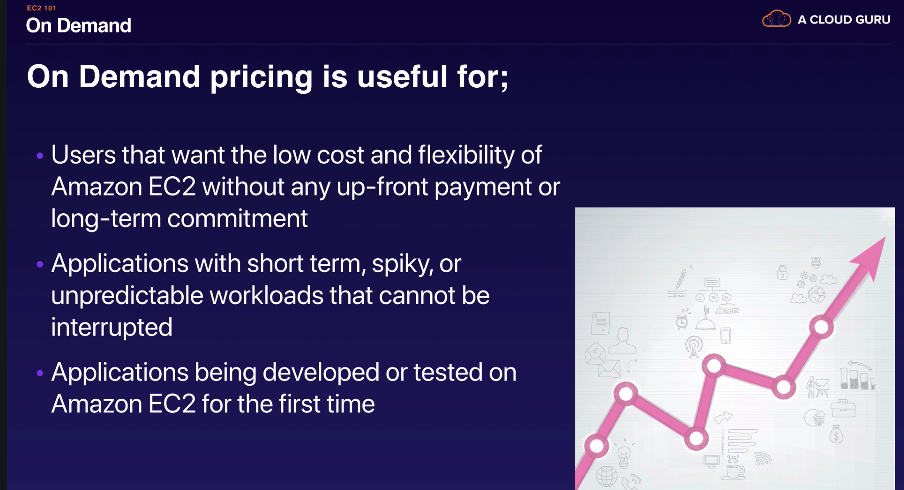 EC2 101
On Demand
A CLOUD GURU
On Demand pricing is useful for;
• Users that want the low cost and flexibility of
Amazon EC2 without any up-front payment or
long-term commitment
• Applications with short term, spiky, or
unpredictable workloads that cannot be
interrupted
• Applications being developed or tested on
Amazon EC2 for the first time